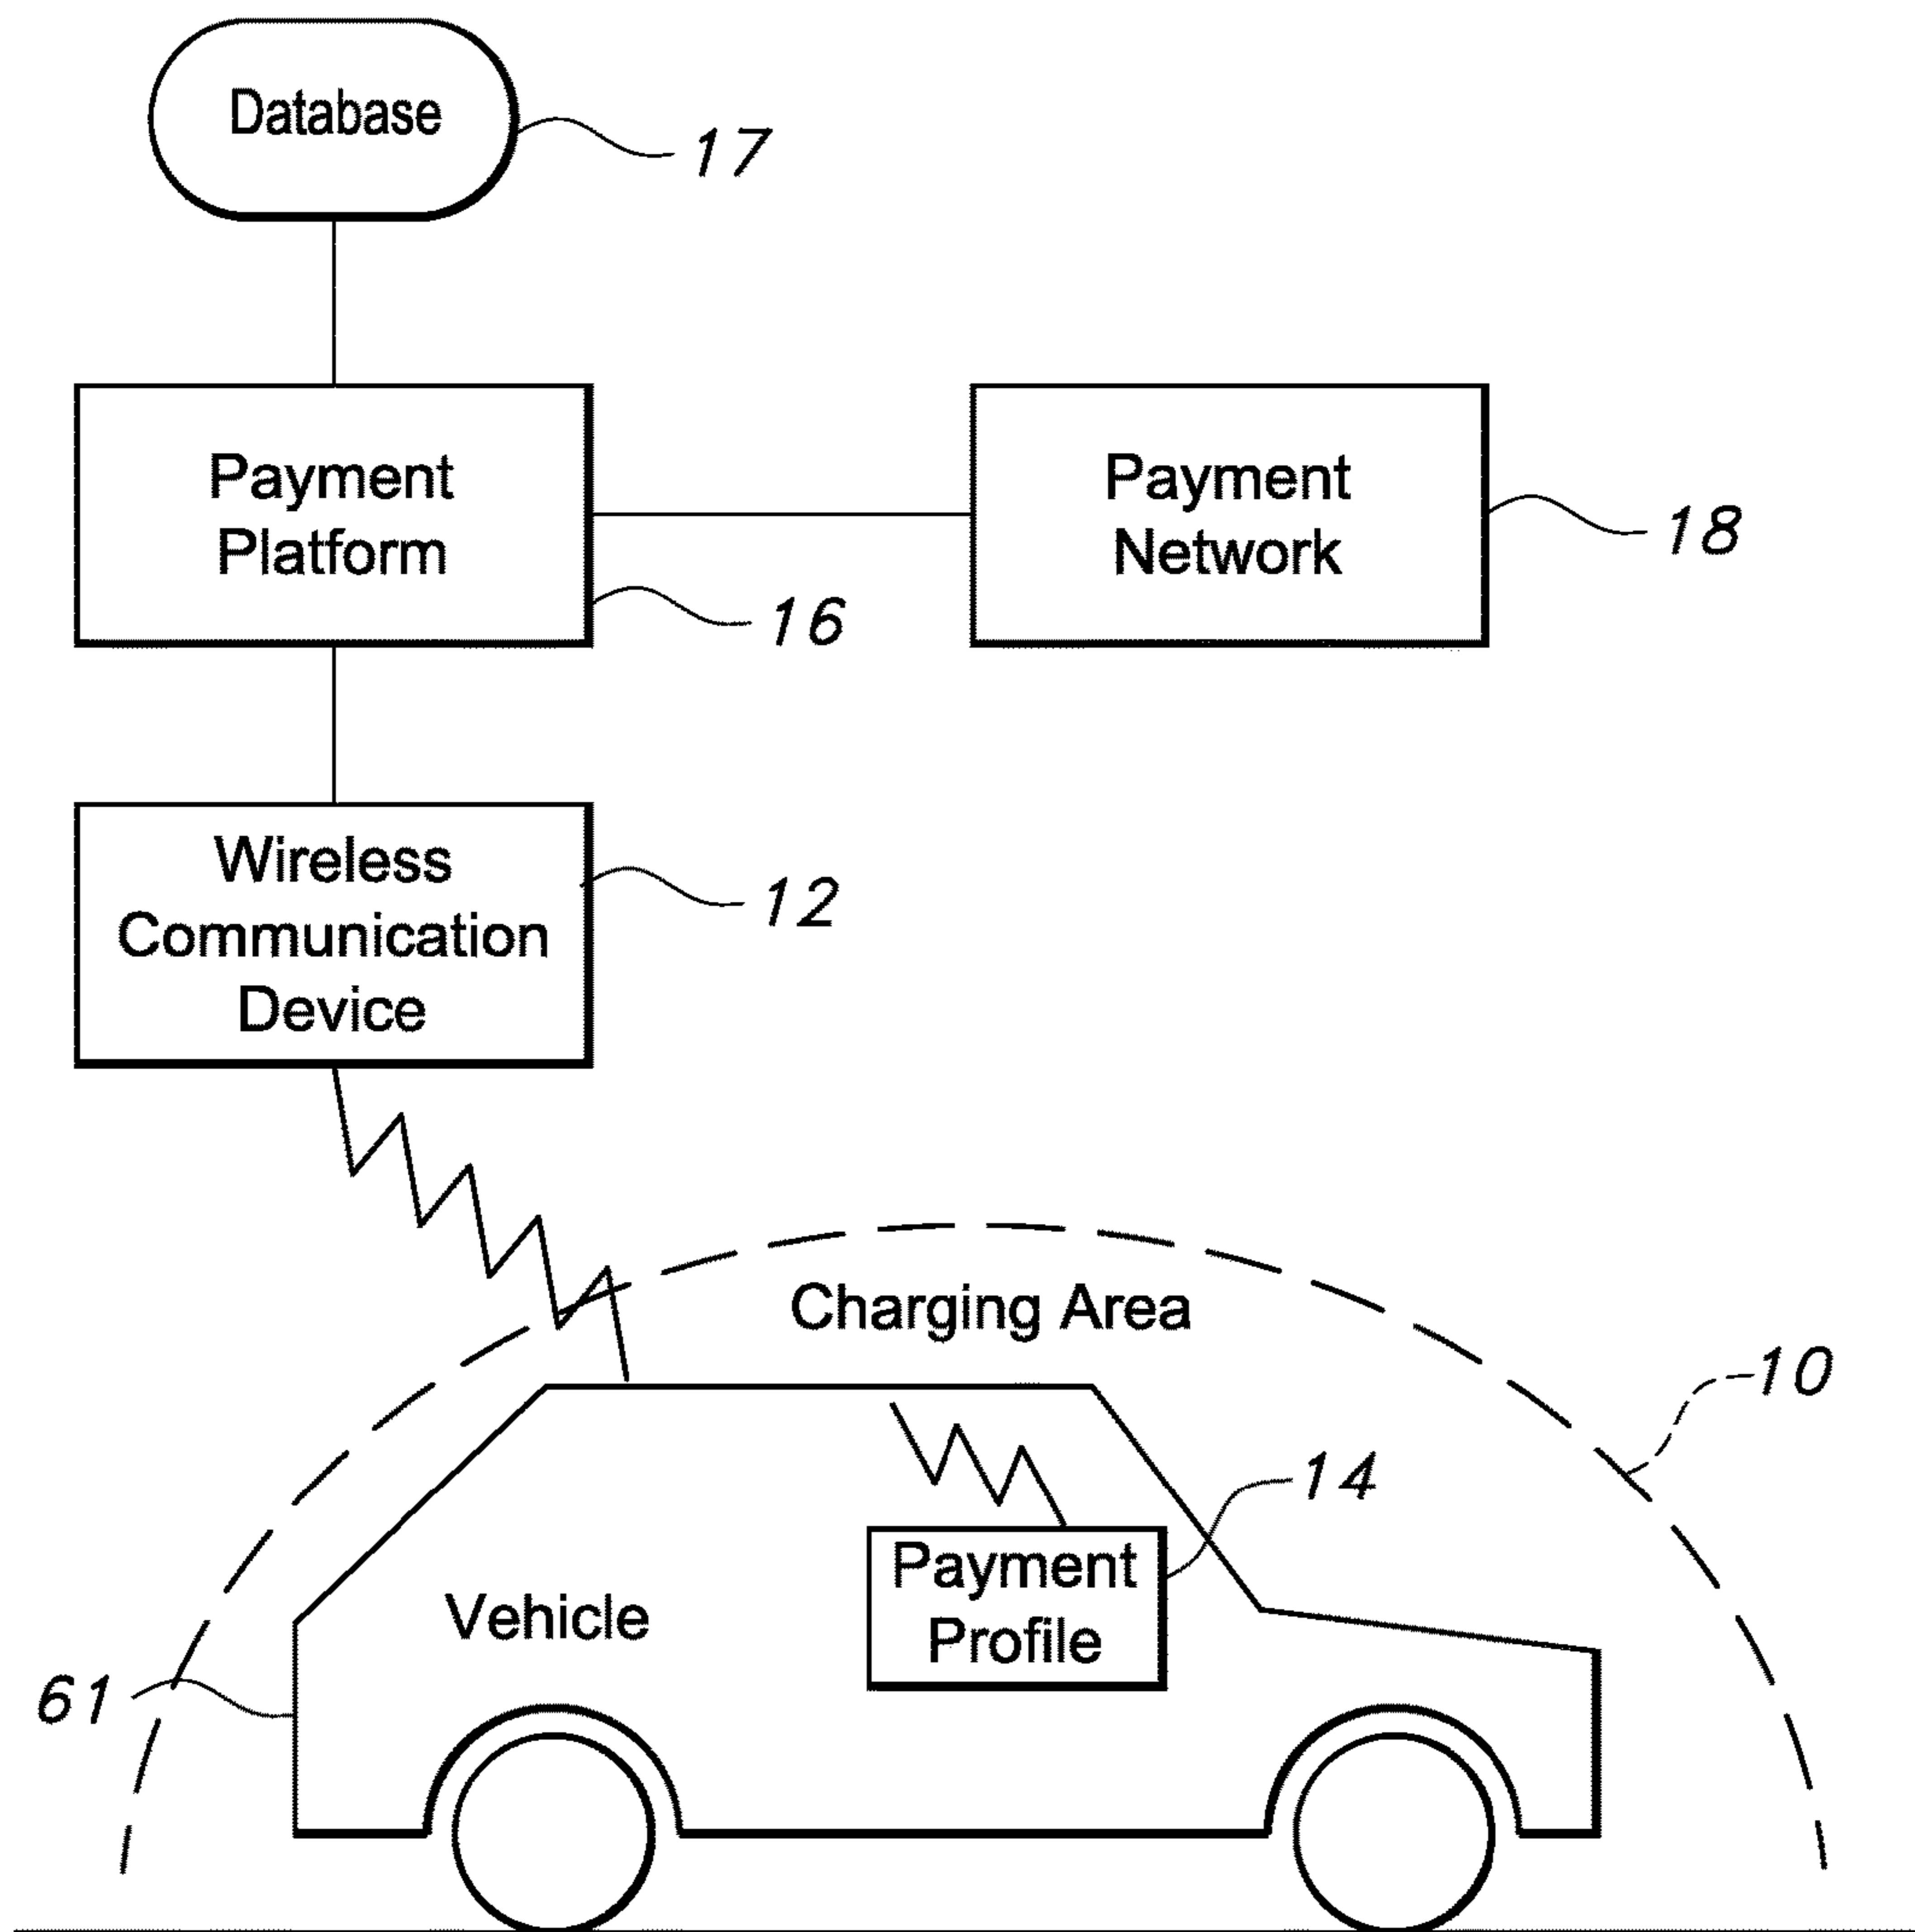 Database
17
Payment
Platform
16
Payment
Network
18
Wireless
Communication
Device
12
Charging Area
10
14
Payment
Profile
Vehicle
61